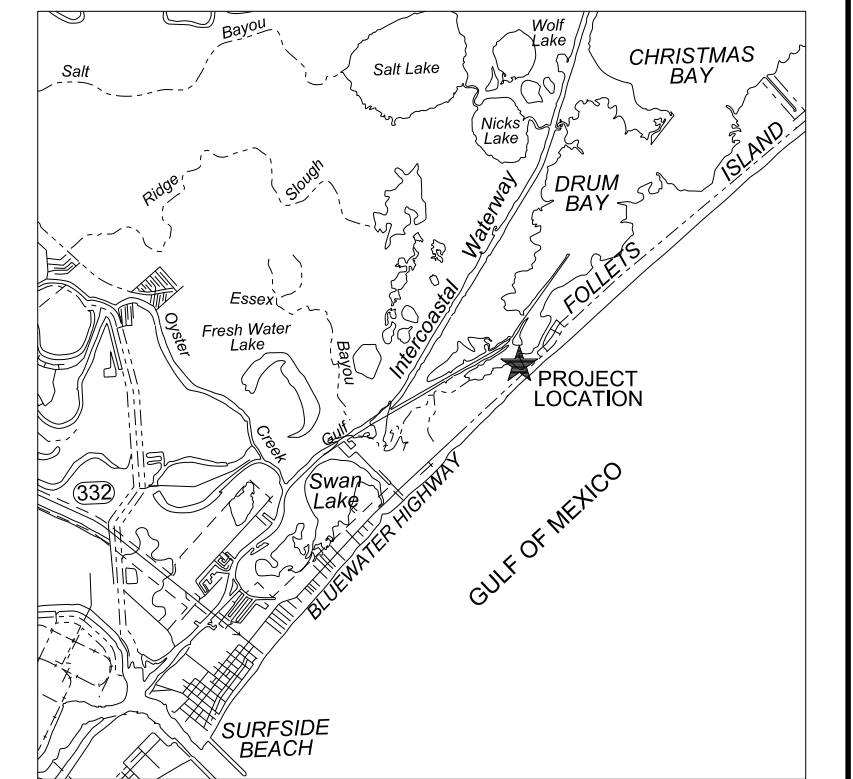 Bayou
Salt
Wolf
Lake
Salt Lake
CHRISTMAS
BAY
Nicks
Lake
ISLAND
Ridge
Slough
DRUM
BAY
Waterway
FOLLETS
Essex
Fresh Water
Lake
Oyster
Bayou
Intercoastal
PROJECT
LOCATION
Creek
Gulf
332
Swan
Lake
BLUEWATER HIGHWAY
GULF OF MEXICO
SURFSIDE
BEACH